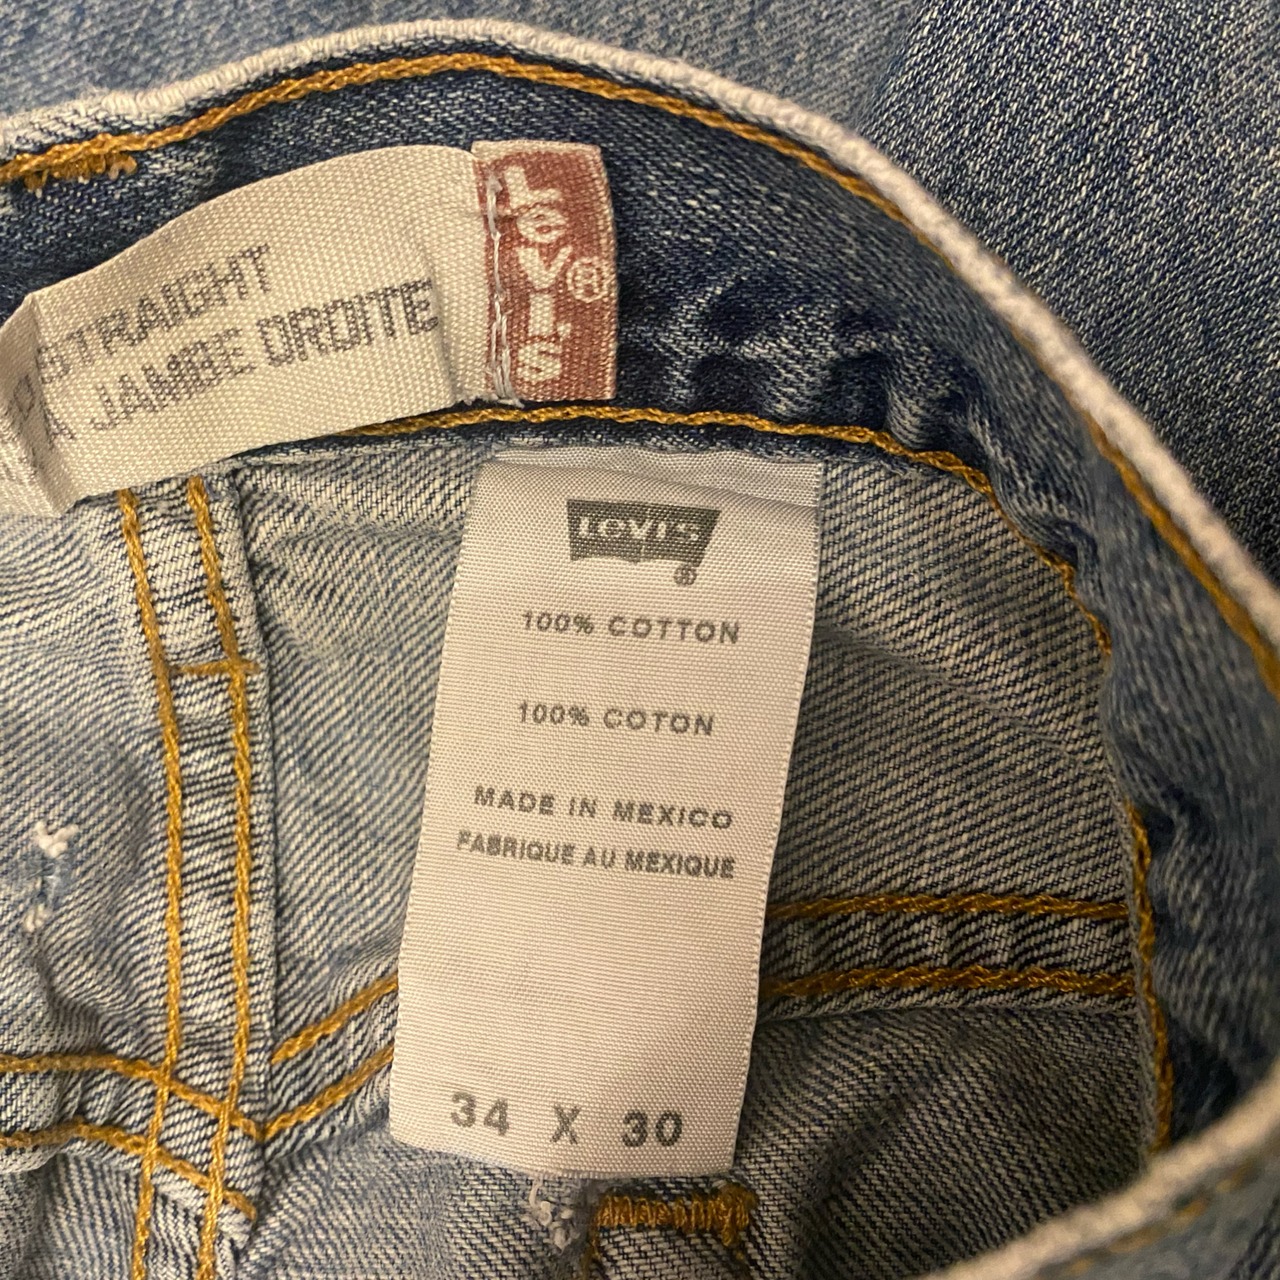 STRAIGHT
A JAMBE DROITE
Levi's®
LEVI'S
®
100% COTTON
100% COTON
MADE IN MEXICO
FABRIQUE AU MEXIQUE
34 X 30